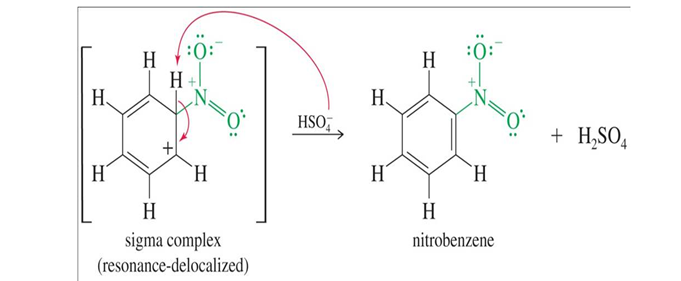 H
H
H
H
H
H
+
+
N
:Ö:⁻
O:
HSO₄⁻
H
H
H
H
H
+
N
:Ö:⁻
O:
+ H₂SO₄
sigma complex
(resonance-delocalized)
nitrobenzene